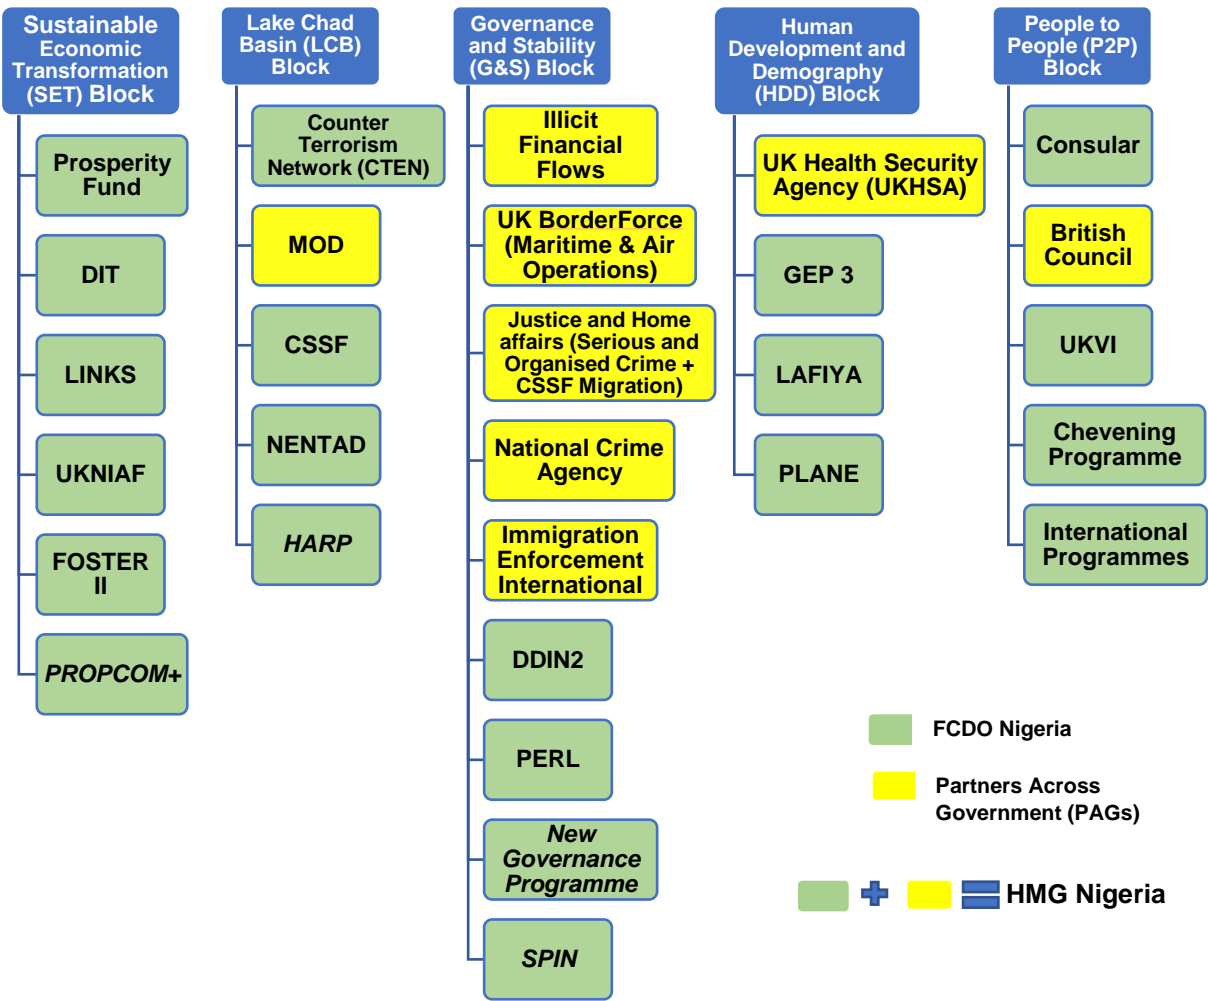 Sustainable
Economic
Transformation
(SET) Block
Prosperity
Fund
DIT
LINKS
UKNIAF
FOSTER
II
PROPCOM+
Lake Chad
Basin (LCB)
Block
Counter
Terrorism
Network (CTEN)
MOD
CSSF
NENTAD
HARP
Governance
and Stability
(G&S) Block
Illicit
Financial
Flows
UK BorderForce
(Maritime & Air
Operations)
Justice and Home
affairs (Serious and
Organised Crime +
CSSF Migration)
National Crime
Agency
Immigration
Enforcement
International
DDIN2
PERL
New
Governance
Programme
SPIN
Human
Development and
Demography
(HDD) Block
UK Health Security
Agency (UKHSA)
GEP 3
LAFIYA
PLANE
People to
People (P2P)
Block
Consular
British
Council
UKVI
Chevening
Programme
International
Programmes
FCDO Nigeria
Partners Across
Government (PAGs)
HMG Nigeria